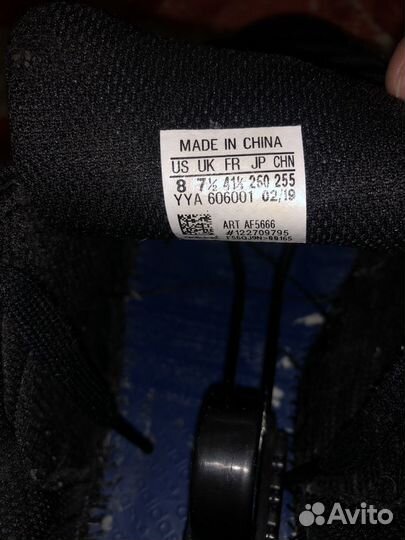 MADE IN CHINA
US UK FR JP CHN
8 7½ 41⅓ 260 255
YYA 606001 02/19
ART AF5666
#122709795
Avito